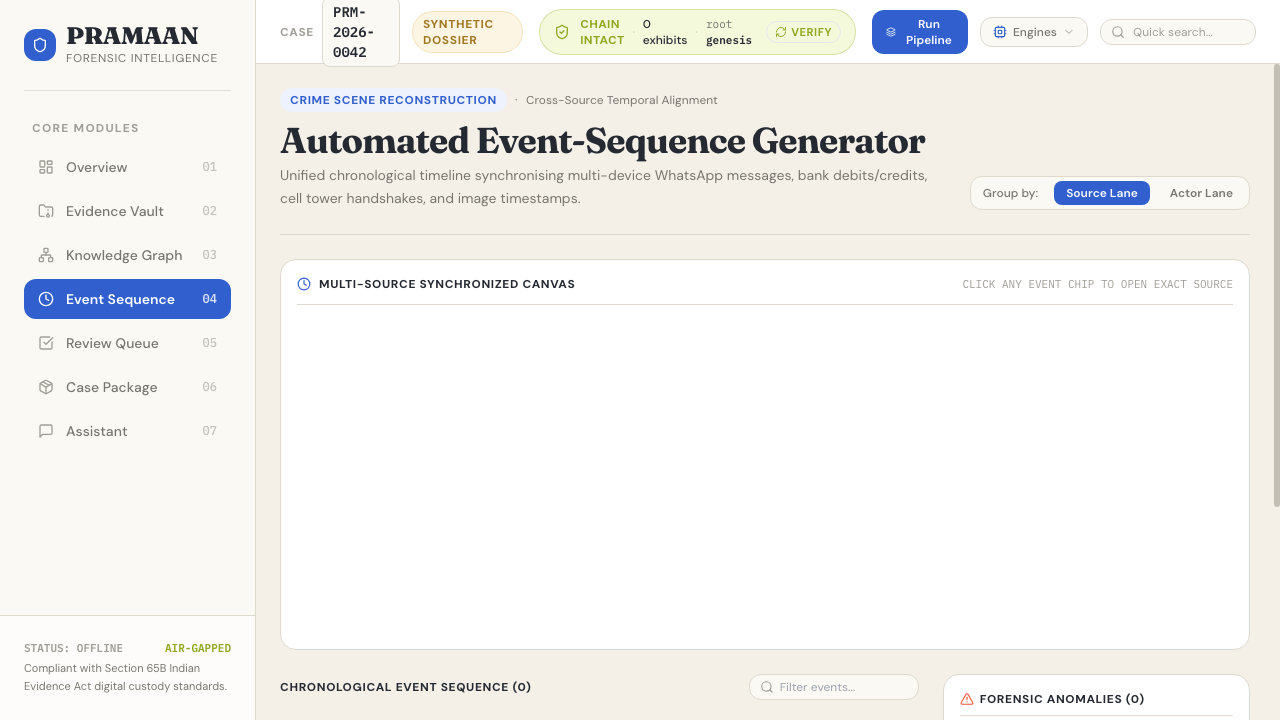 PRAMAAN
FORENSIC INTELLIGENCE
CORE MODULES
Overview 01
Evidence Vault 02
Knowledge Graph 03
Event Sequence 04
Review Queue 05
Case Package 06
Assistant 07
STATUS: OFFLINE AIR-GAPPED
Compliant with Section 65B Indian
Evidence Act digital custody standards.
CASE
PRM-
2026-
0042
SYNTHETIC
DOSSIER
CHAIN
INTACT
·
0
exhibits
·
root
genesis
VERIFY
Run
Pipeline
Engines
Quick search...
CRIME SCENE RECONSTRUCTION · Cross-Source Temporal Alignment
Automated Event-Sequence Generator
Unified chronological timeline synchronising multi-device WhatsApp messages, bank debits/credits,
cell tower handshakes, and image timestamps.
Group by: Source Lane Actor Lane
MULTI-SOURCE SYNCHRONIZED CANVAS CLICK ANY EVENT CHIP TO OPEN EXACT SOURCE
CHRONOLOGICAL EVENT SEQUENCE (0) Filter events...
FORENSIC ANOMALIES (0)